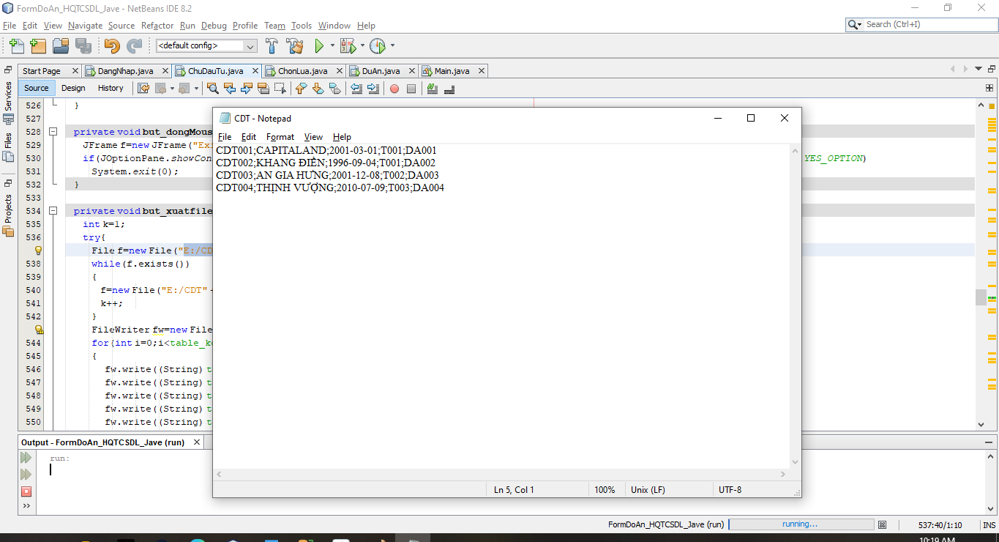 FormDoAn_HQTCSDL_Jave - NetBeans IDE 8.2
File Edit View Navigate Source Refactor Run Debug Profile Team Tools Window Help
Search (Ctrl+I)
<default config>
Start Page DangNhap.java ChuDauTu.java ChonLua.java DuAn.java Main.java
Source Design History
Services
Files
Projects
526 }
527
528 private void but_dongMous
529 JFrame f=new JFrame("Exi
530 if(JOptionPane.showCon YES_OPTION)
531 System.exit(0);
532 }
533
534 private void but_xuatfile
535 int k=1;
536 try{
File f=new File("E:/CD
538 while(f.exists())
539 {
540 f=new File("E:/CDT"
541 k++;
542 }
FileWriter fw=new File
544 for(int i=0;i<table_k
545 {
546 fw.write((String) t
547 fw.write((String) t
548 fw.write((String) t
549 fw.write((String) t
550 fw.write((String) t
CDT - Notepad
File Edit Format View Help
CDT001;CAPITALAND;2001-03-01;T001;DA001
CDT002;KHANG ĐIỀN;1996-09-04;T001;DA002
CDT003;AN GIA HƯNG;2001-12-08;T002;DA003
CDT004;THỊNH VƯỢNG;2010-07-09;T003;DA004
Ln 5, Col 1 100% Unix (LF) UTF-8
Output - FormDoAn_HQTCSDL_Jave (run)
run:
FormDoAn_HQTCSDL_Jave (run) running... 537:40/1:10 INS
10:19 AM